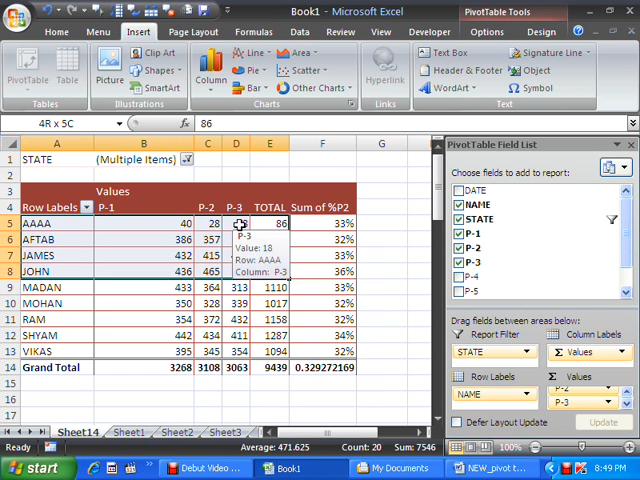 Book1 - Microsoft Excel
PivotTable Tools
Home
Menu
Insert
Page Layout
Formulas
Data
Review
View
Developer
Options
Design
PivotTable
Table
Tables
Picture
Clip Art
Shapes
SmartArt
Illustrations
Column
Line
Pie
Bar
Area
Scatter
Other Charts
Charts
Hyperlink
Links
Text Box
Header & Footer
WordArt
Signature Line
Object
Symbol
Text
4R x 5C
fx
86
A B C D E F G H
1 STATE (Multiple Items)
2
3 Values
4 Row Labels P-1 P-2 P-3 TOTAL Sum of %P2
5 AAAA 40 28 86 33%
6 AFTAB 386 357 32%
7 JAMES 432 415 33%
8 JOHN 436 465 36%
9 MADAN 433 364 313 1110 33%
10 MOHAN 350 328 339 1017 32%
11 RAM 354 372 331 1057 32%
12 SHYAM 442 434 411 1287 34%
13 VIKAS 395 345 354 1094 32%
14 Grand Total 3268 3108 3063 9439 0.329272169
15
16
17
P-3
Value: 18
Row: AAAA
Column: P-3
PivotTable Field List
Choose fields to add to report:
DATE
NAME
STATE
P-1
P-2
P-3
P-4
P-5
Drag fields between areas below:
Report Filter
Column Labels
STATE
Σ Values
Row Labels
Σ Values
NAME
P-2
P-3
Defer Layout Update
Update
Sheet14 Sheet1 Sheet2 Sheet3
Ready
Average: 471.625
Count: 20
Sum: 7546
100%
start
Debut Video ...
Book1
My Documents
NEW_pivot t...
8:49 PM